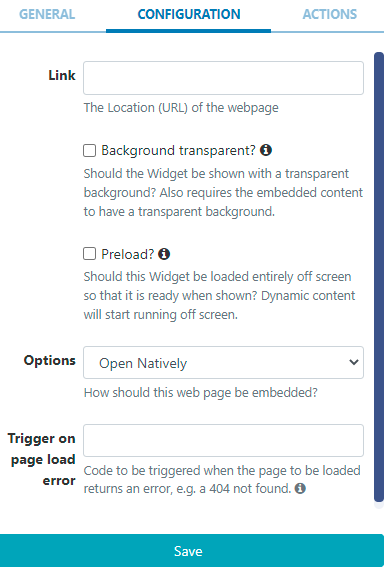 GENERAL CONFIGURATION ACTIONS
Link
The Location (URL) of the webpage
Background transparent?
Should the Widget be shown with a transparent
background? Also requires the embedded content
to have a transparent background.
Preload?
Should this Widget be loaded entirely off screen
so that it is ready when shown? Dynamic content
will start running off screen.
Options Open Natively
How should this web page be embedded?
Trigger on
page load
error
Code to be triggered when the page to be loaded
returns an error, e.g. a 404 not found.
Save